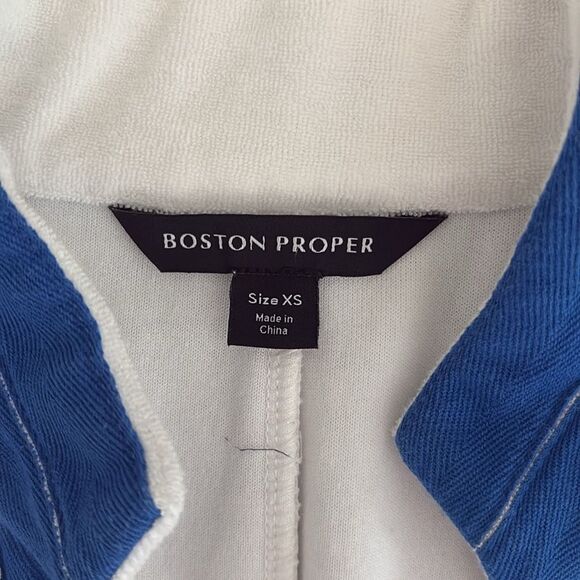 BOSTON PROPER
Size XS
Made in
China